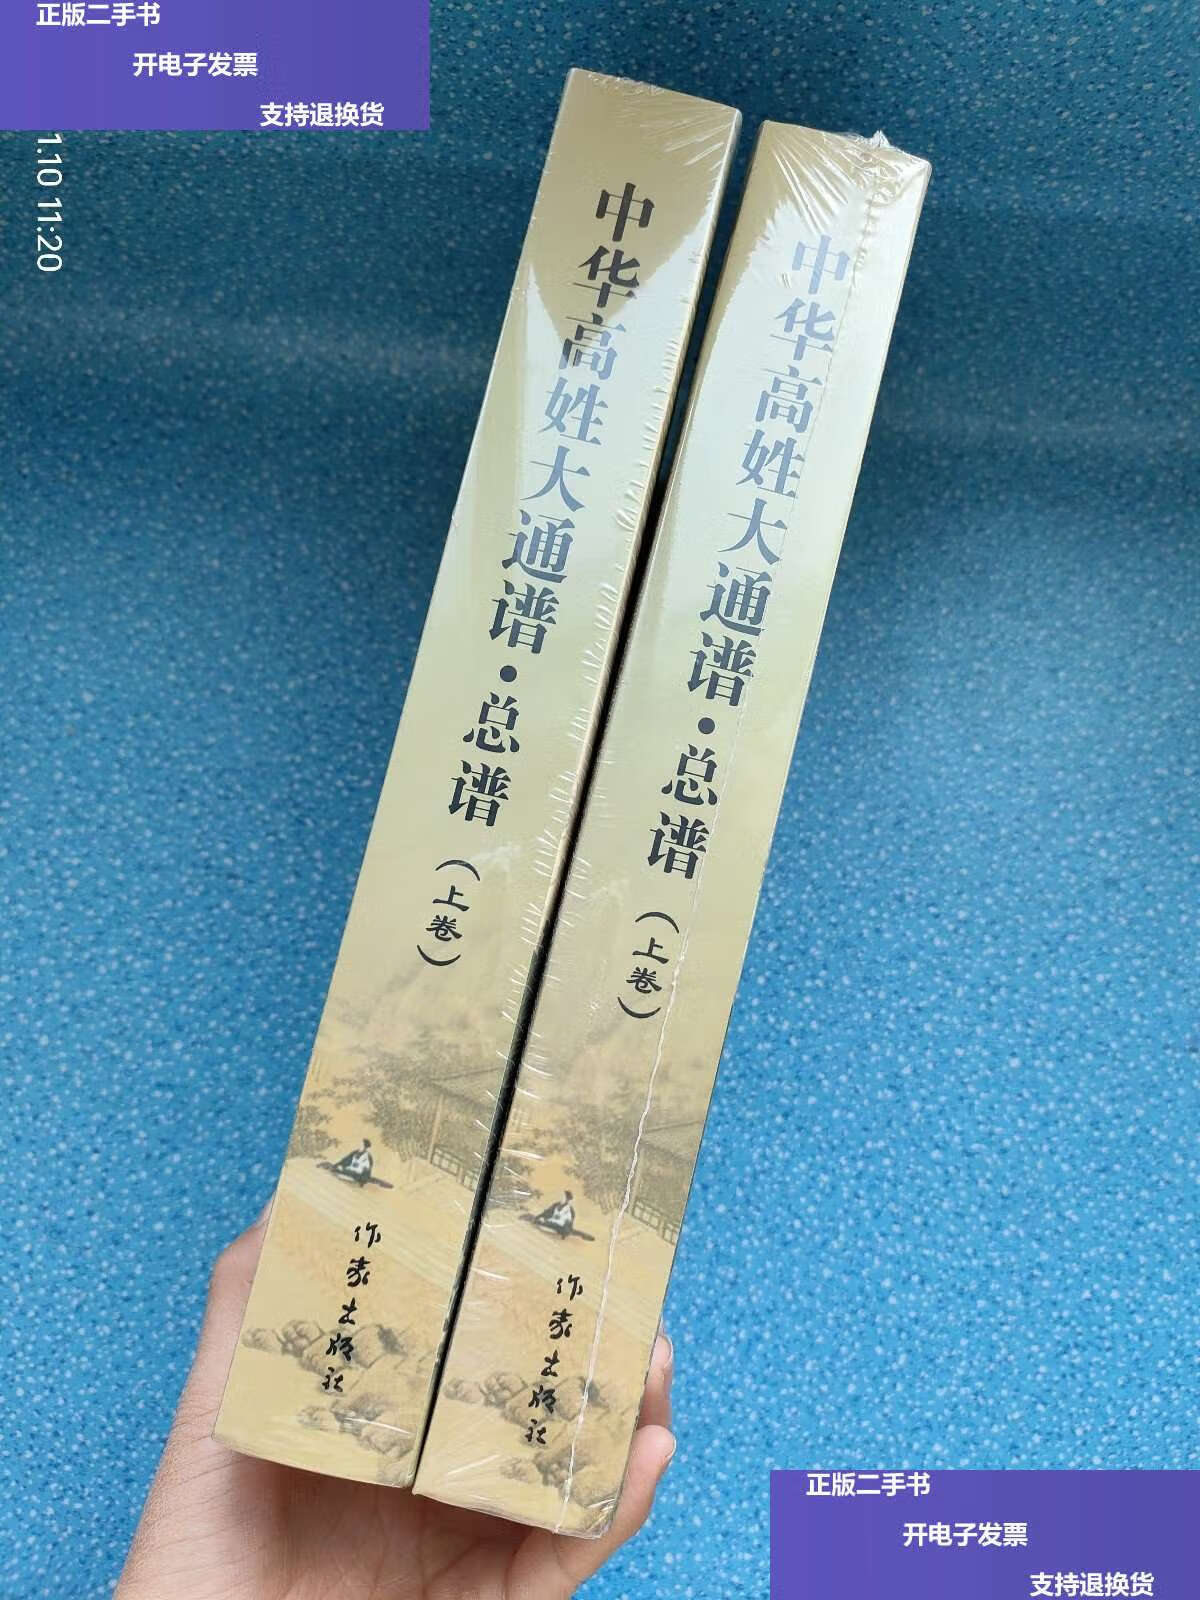 正版二手书
开电子发票
支持退换货
1.10 11:20
中华高姓大通谱·总谱（上卷）
作家出版社
中华高姓大通谱·总谱（上卷）
作家出版社
正版二手书
开电子发票
支持退换货